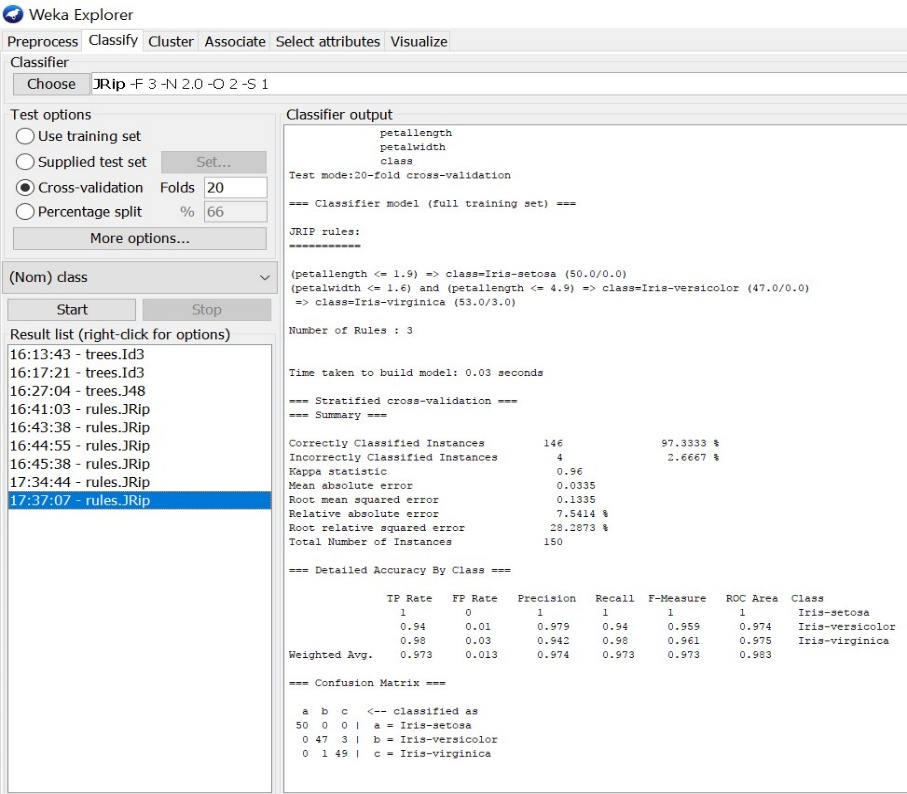 Weka Explorer
Preprocess Classify Cluster Associate Select attributes Visualize
Classifier
Choose JRip -F 3 -N 2.0 -O 2 -S 1
Test options
Use training set
Supplied test set Set...
Cross-validation Folds 20
Percentage split % 66
More options...
(Nom) class
Start Stop
Result list (right-click for options)
16:13:43 - trees.Id3
16:17:21 - trees.Id3
16:27:04 - trees.J48
16:41:03 - rules.JRip
16:43:38 - rules.JRip
16:44:55 - rules.JRip
16:45:38 - rules.JRip
17:34:44 - rules.JRip
17:37:07 - rules.JRip
Classifier output
petallength
petalwidth
class
Test mode:20-fold cross-validation
=== Classifier model (full training set) ===
JRIP rules:
===========
(petallength <= 1.9) => class=Iris-setosa (50.0/0.0)
(petalwidth <= 1.6) and (petallength <= 4.9) => class=Iris-versicolor (47.0/0.0)
=> class=Iris-virginica (53.0/3.0)
Number of Rules : 3
Time taken to build model: 0.03 seconds
=== Stratified cross-validation ===
=== Summary ===
Correctly Classified Instances 146 97.3333 %
Incorrectly Classified Instances 4 2.6667 %
Kappa statistic 0.96
Mean absolute error 0.0335
Root mean squared error 0.1335
Relative absolute error 7.5414 %
Root relative squared error 28.2873 %
Total Number of Instances 150
=== Detailed Accuracy By Class ===
TP Rate FP Rate Precision Recall F-Measure ROC Area Class
1 0 1 1 1 1 Iris-setosa
0.94 0.01 0.979 0.94 0.959 0.974 Iris-versicolor
0.98 0.03 0.942 0.98 0.961 0.975 Iris-virginica
Weighted Avg. 0.973 0.013 0.974 0.973 0.973 0.983
=== Confusion Matrix ===
a b c <-- classified as
50 0 0 | a = Iris-setosa
0 47 3 | b = Iris-versicolor
0 1 49 | c = Iris-virginica